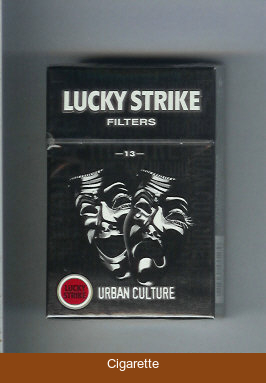 LUCKY STRIKE
FILTERS
13
LUCKY
STRIKE
URBAN CULTURE
Cigarette